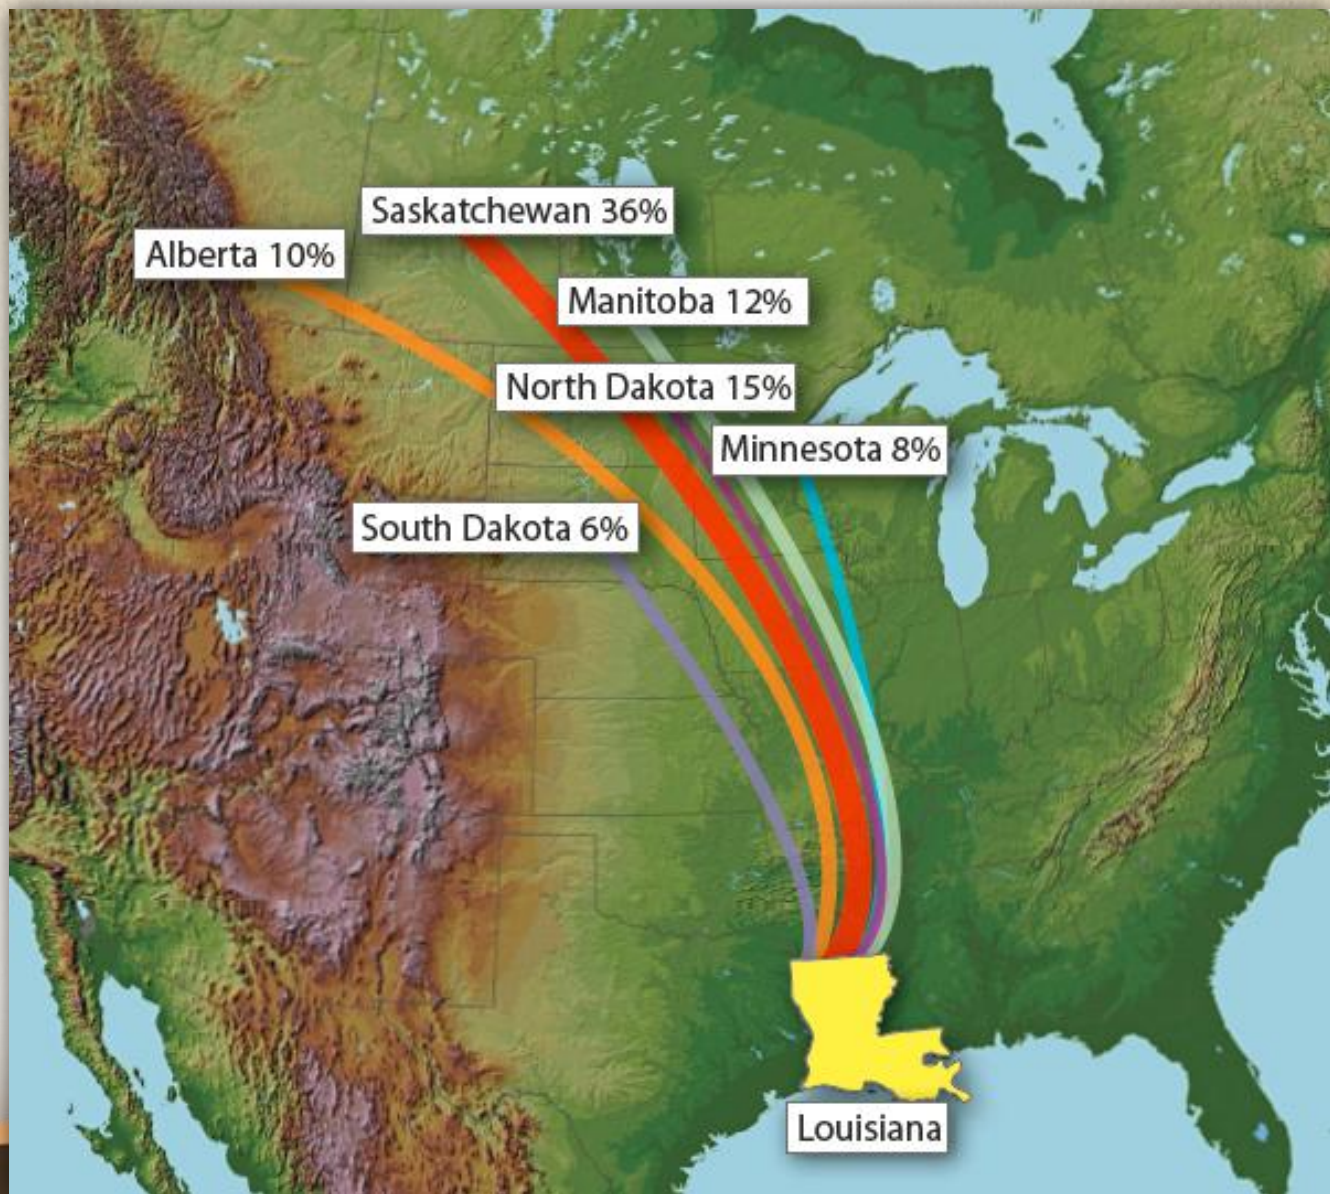 Saskatchewan 36%
Alberta 10%
Manitoba 12%
North Dakota 15%
Minnesota 8%
South Dakota 6%
Louisiana